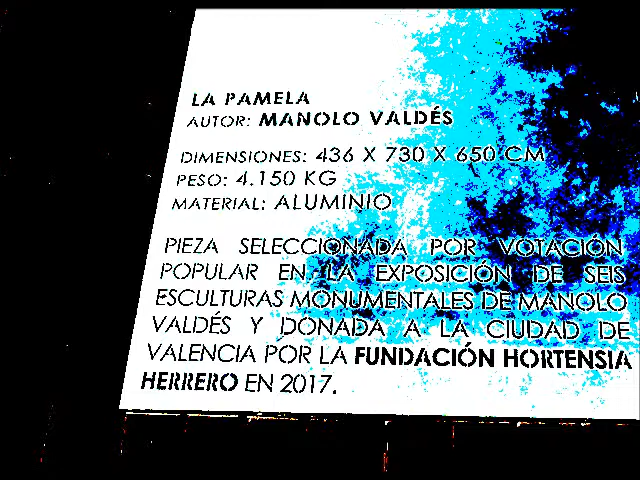 LA PAMELA
AUTOR: MANOLO VALDÉS
DIMENSIONES: 436 X 730 X 650 CM
PESO: 4.150 KG
MATERIAL: ALUMINIO
PIEZA SELECCIONADA POR VOTACIÓN
POPULAR EN LA EXPOSICIÓN DE SEIS
ESCULTURAS MONUMENTALES DE MANOLO
VALDÉS Y DONADA A LA CIUDAD DE
VALENCIA POR LA FUNDACIÓN HORTENSIA
HERRERO EN 2017.